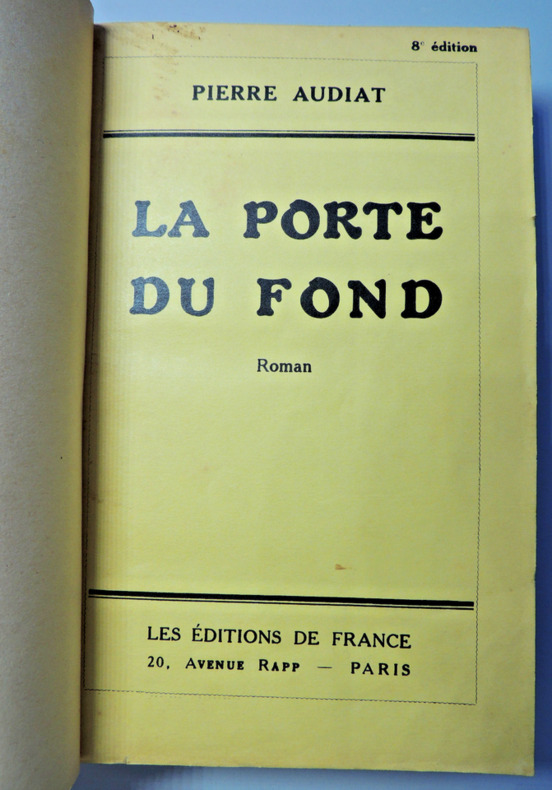 8e édition
PIERRE AUDIAT
LA PORTE
DU FOND
Roman
LES ÉDITIONS DE FRANCE
20, AVENUE RAPP — PARIS